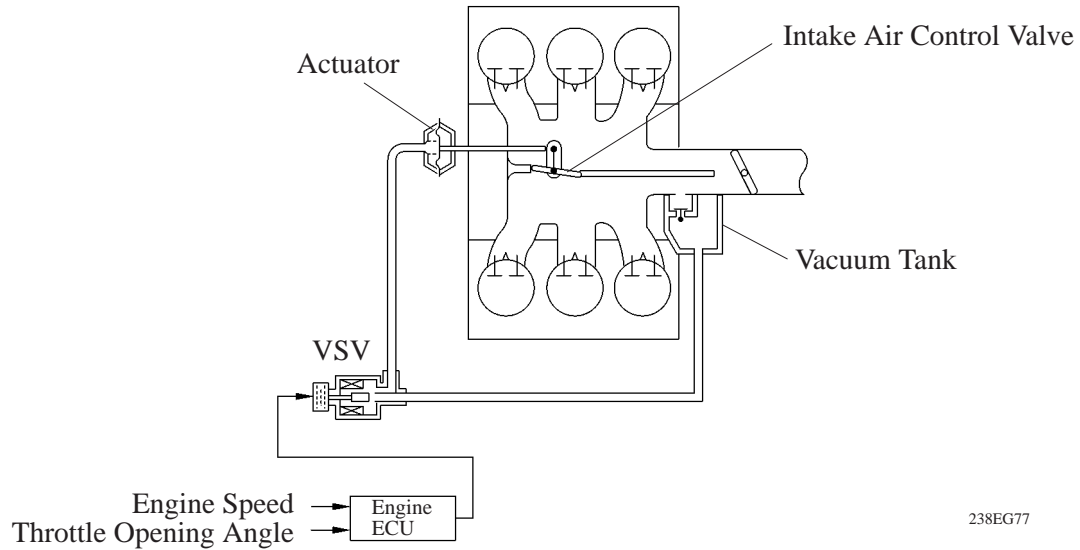 Intake Air Control Valve
Actuator
Vacuum Tank
VSV
Engine Speed
Throttle Opening Angle
Engine
ECU
238EG77